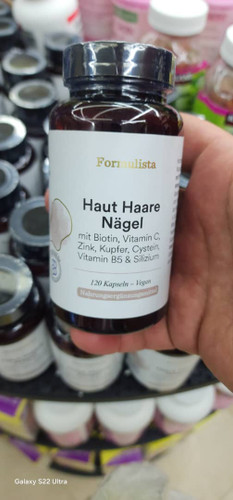 Formulista
Haut Haare
Nägel
mit Biotin, Vitamin C,
Zink, Kupfer, Cystein,
Vitamin B5 & Silizium
120 Kapseln – Vegan
Nahrungsergänzungsmittel
Galaxy S22 Ultra